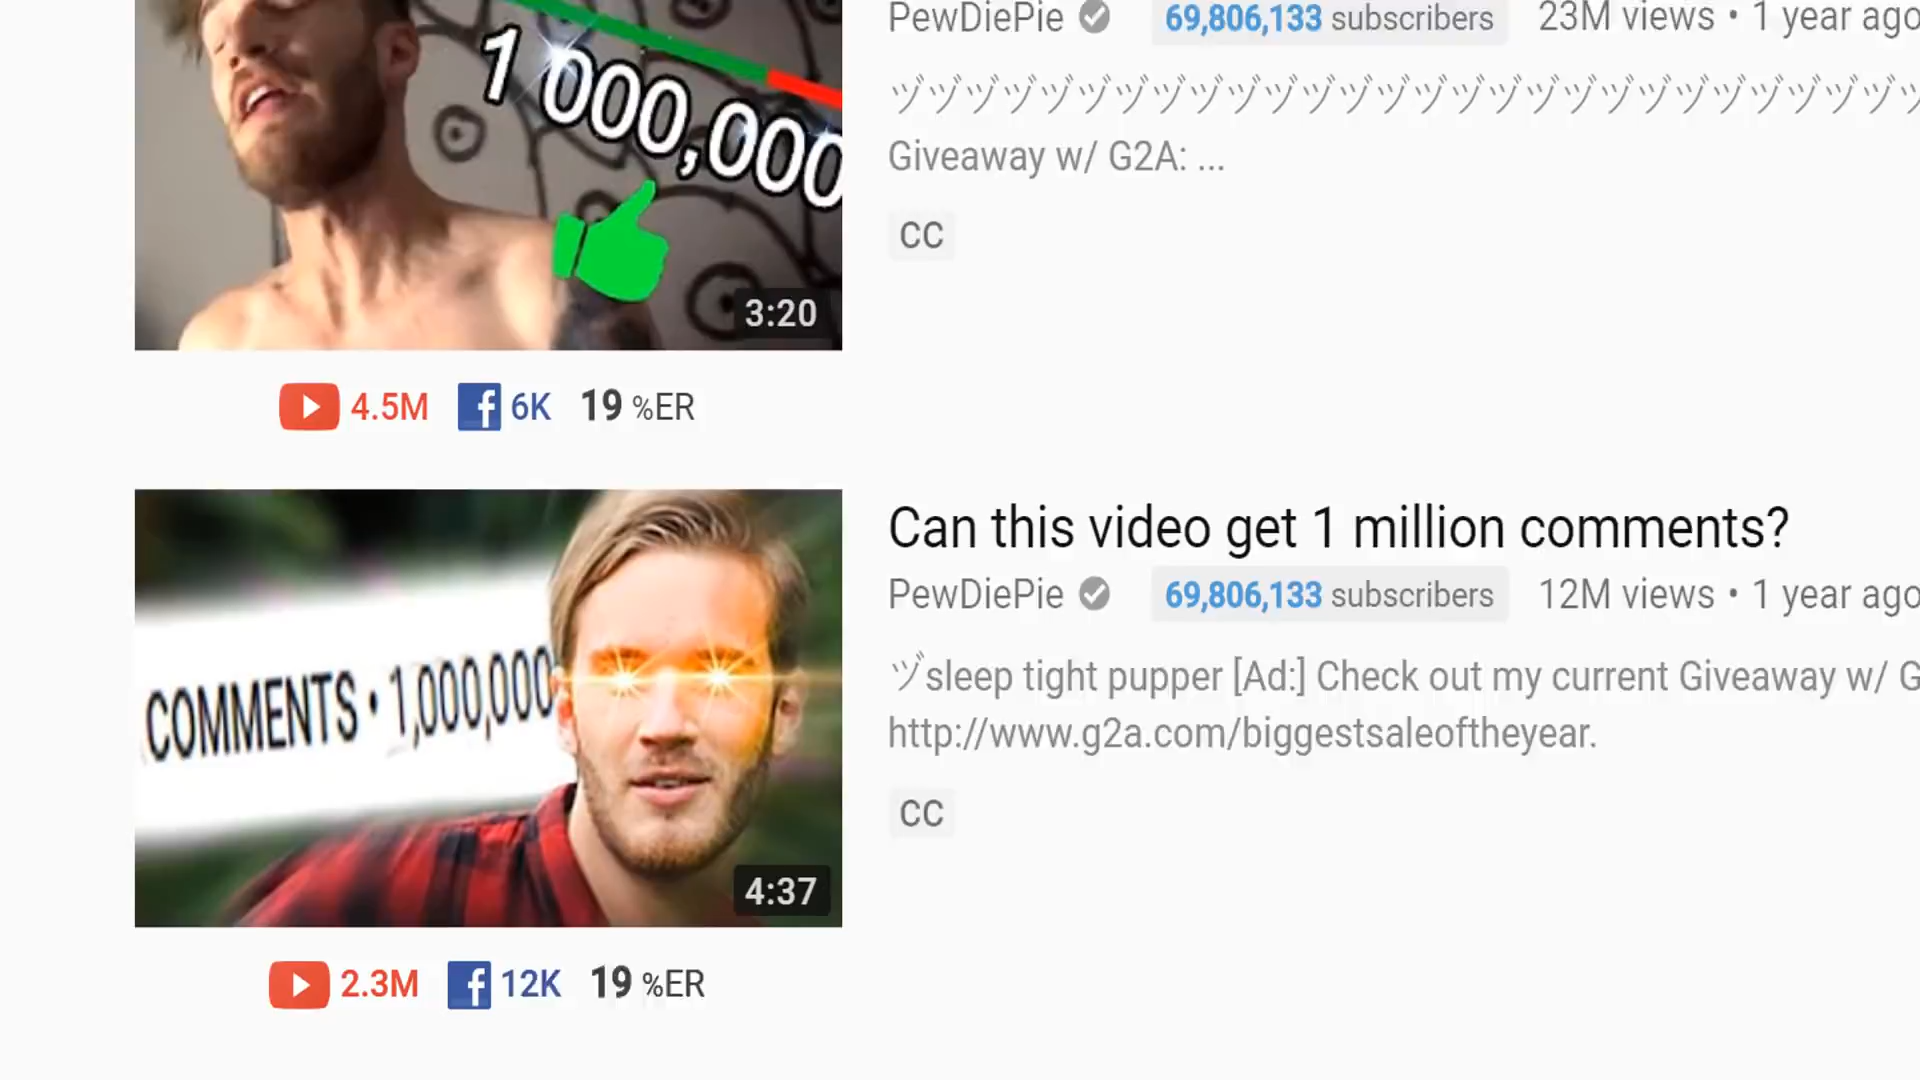 1 000,000
3:20
PewDiePie 69,806,133 subscribers 23M views • 1 year ago
ヅヅヅヅヅヅヅヅヅヅヅヅヅヅヅヅヅヅヅヅヅヅヅヅヅヅヅヅ
Giveaway w/ G2A: ...
CC
4.5M 6K 19 %ER
COMMENTS • 1,000,000
4:37
Can this video get 1 million comments?
PewDiePie 69,806,133 subscribers 12M views • 1 year ago
ヅsleep tight pupper [Ad:] Check out my current Giveaway w/ G
http://www.g2a.com/biggestsaleoftheyear.
CC
2.3M 12K 19 %ER